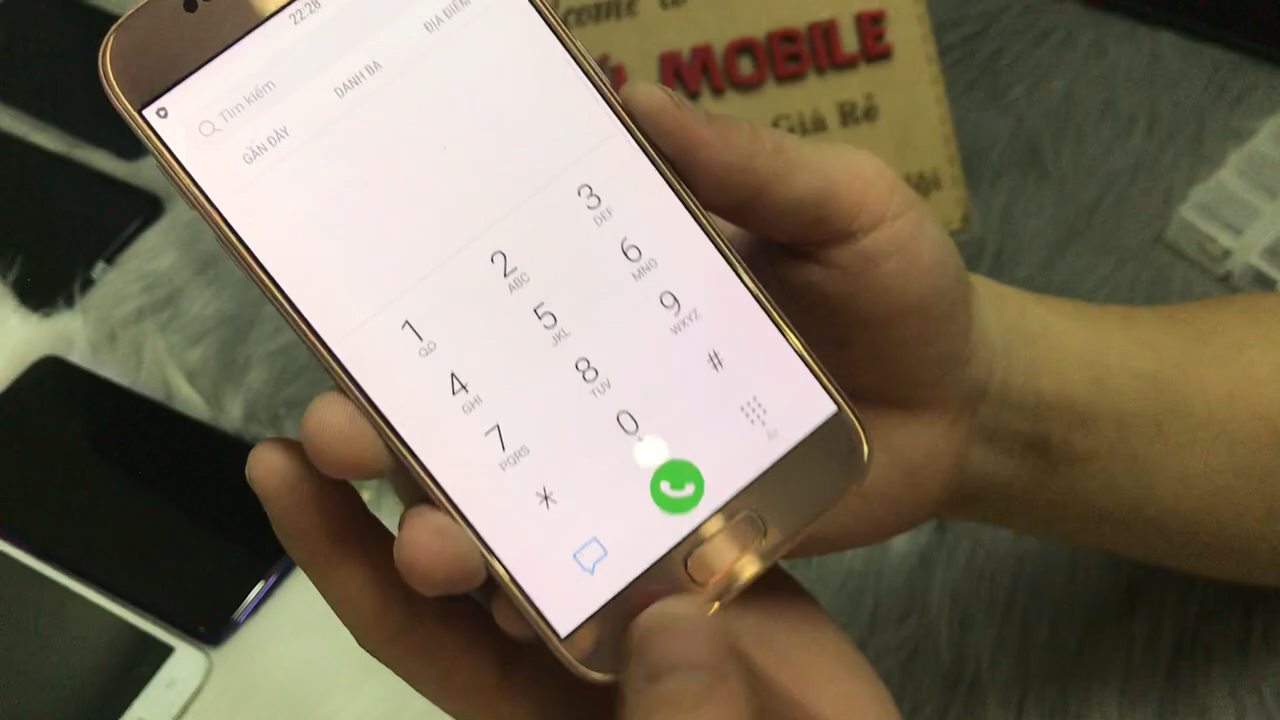 22:28
Tìm kiếm
GẦN ĐÂY DANH BẠ ĐỊA ĐIỂM
1 2 ABC 3 DEF
4 GHI 5 JKL 6 MNO
7 PQRS 8 TUV 9 WXYZ
* 0 #
MOBILE
Giá Rẻ